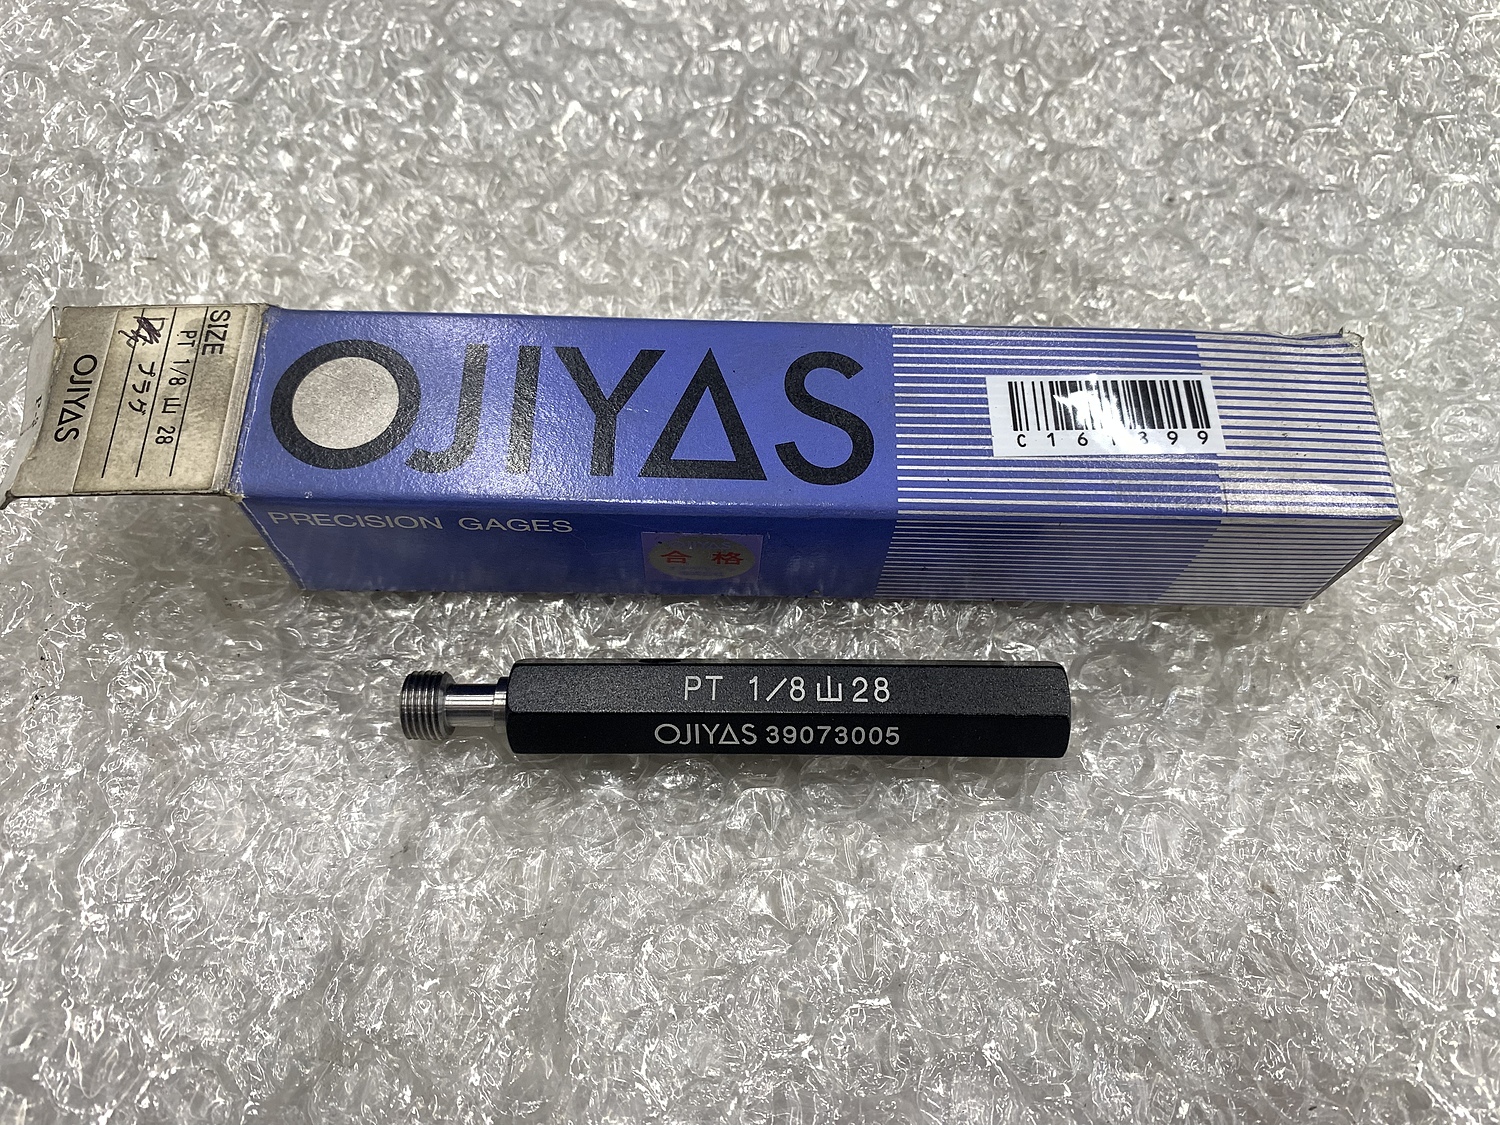 SIZE
PT 1/8 山 28
プラグ
OJIYAS
OJIYAS
PRECISION GAGES
合格
PT 1/8 山 28
OJIYAS 39073005